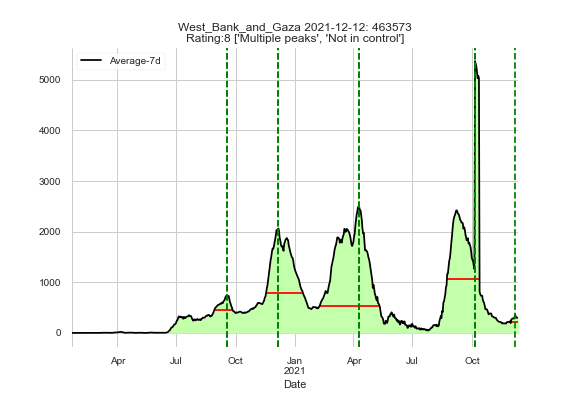 West_Bank_and_Gaza 2021-12-12: 463573
Rating:8 ['Multiple peaks', 'Not in control']
Average-7d
5000
4000
3000
2000
1000
0
Apr Jul Oct Jan Apr Jul Oct
2021
Date